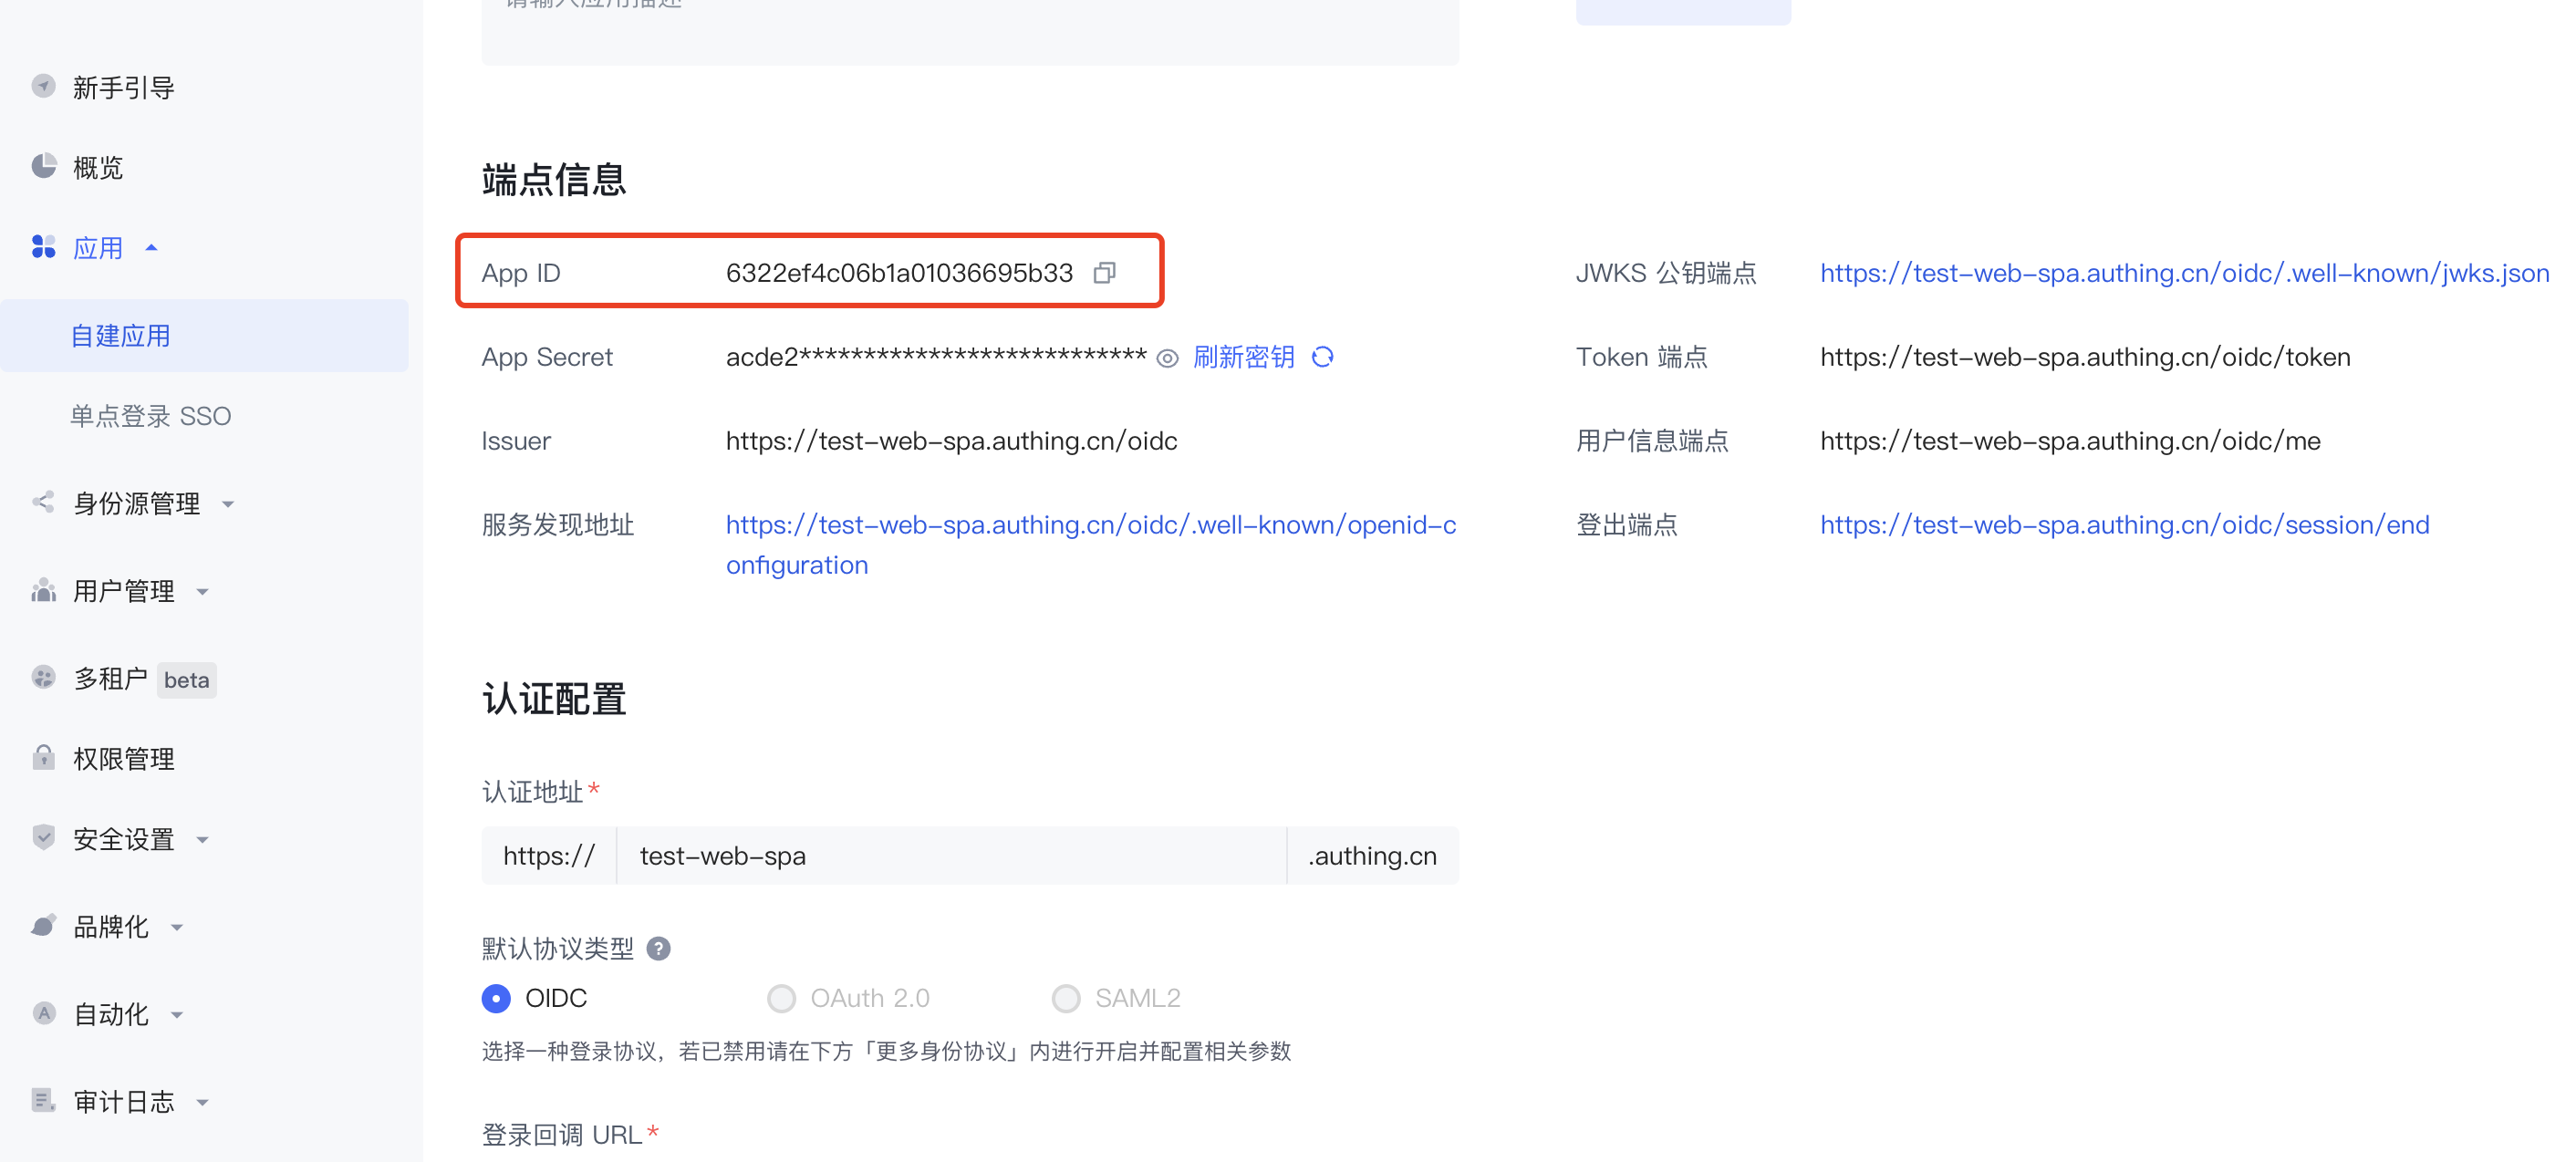 请输入应用描述
新手引导
概览
应用
自建应用
单点登录 SSO
身份源管理
用户管理
多租户 beta
权限管理
安全设置
品牌化
自动化
审计日志
端点信息
App ID 6322ef4c06b1a01036695b33
App Secret acde2*************************** 刷新密钥
Issuer https://test-web-spa.authing.cn/oidc
服务发现地址 https://test-web-spa.authing.cn/oidc/.well-known/openid-c
onfiguration
JWKS 公钥端点 https://test-web-spa.authing.cn/oidc/.well-known/jwks.json
Token 端点 https://test-web-spa.authing.cn/oidc/token
用户信息端点 https://test-web-spa.authing.cn/oidc/me
登出端点 https://test-web-spa.authing.cn/oidc/session/end
认证配置
认证地址*
https:// test-web-spa .authing.cn
默认协议类型 ?
OIDC OAuth 2.0 SAML2
选择一种登录协议，若已禁用请在下方「更多身份协议」内进行开启并配置相关参数
登录回调 URL*